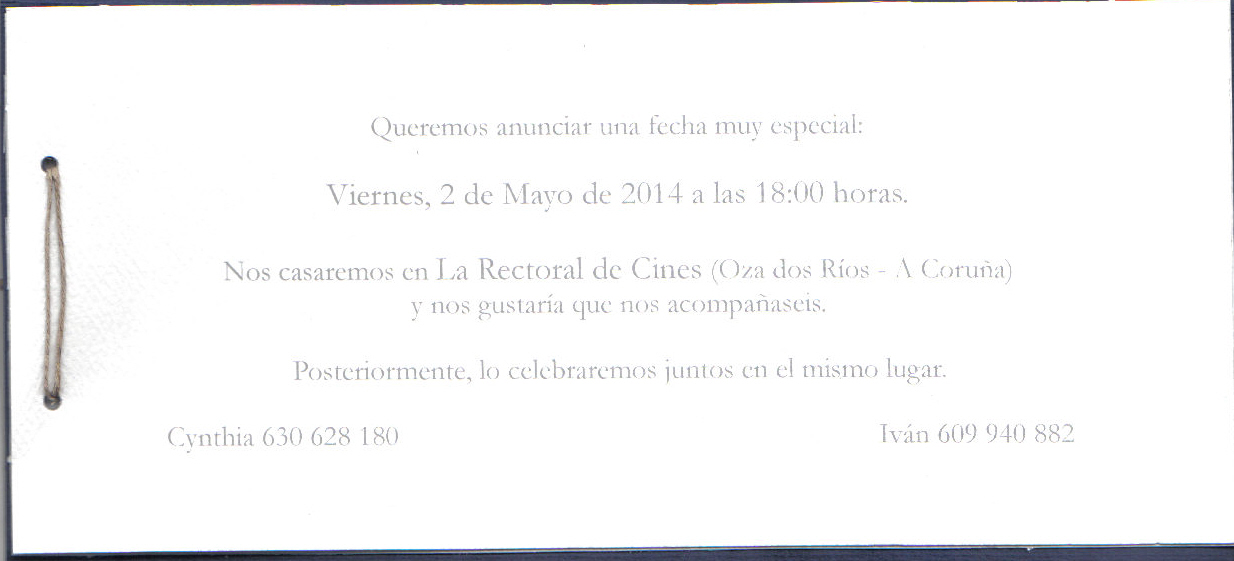 Queremos anunciar una fecha muy especial:
Viernes, 2 de Mayo de 2014 a las 18:00 horas.
Nos casaremos en La Rectoral de Cines (Oza dos Ríos - A Coruña)
y nos gustaría que nos acompañaseis.
Posteriormente, lo celebraremos juntos en el mismo lugar.
Cynthia 630 628 180
Iván 609 940 882